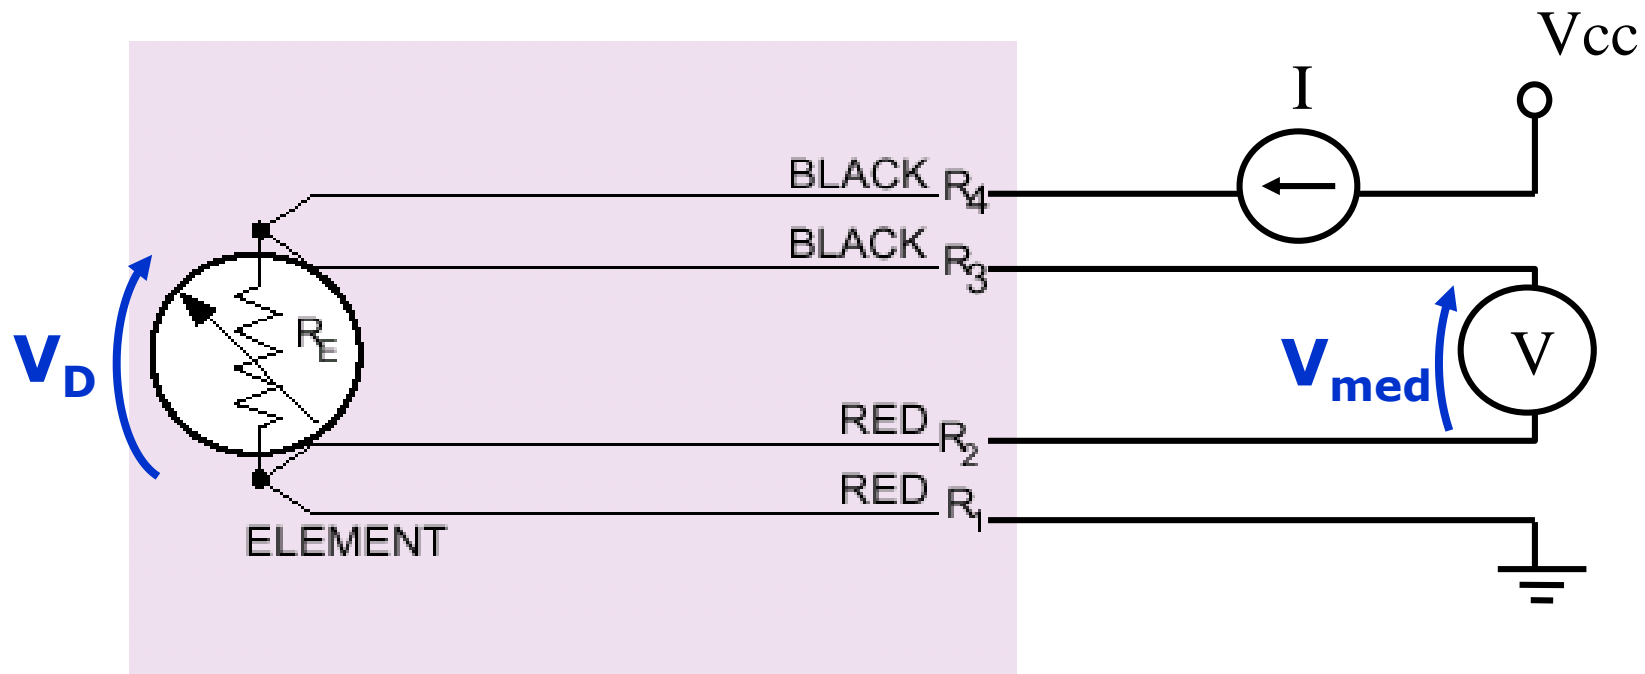 Vcc
I
BLACK R4
BLACK R3
RE
VD
V
Vmed
RED R2
RED R1
ELEMENT